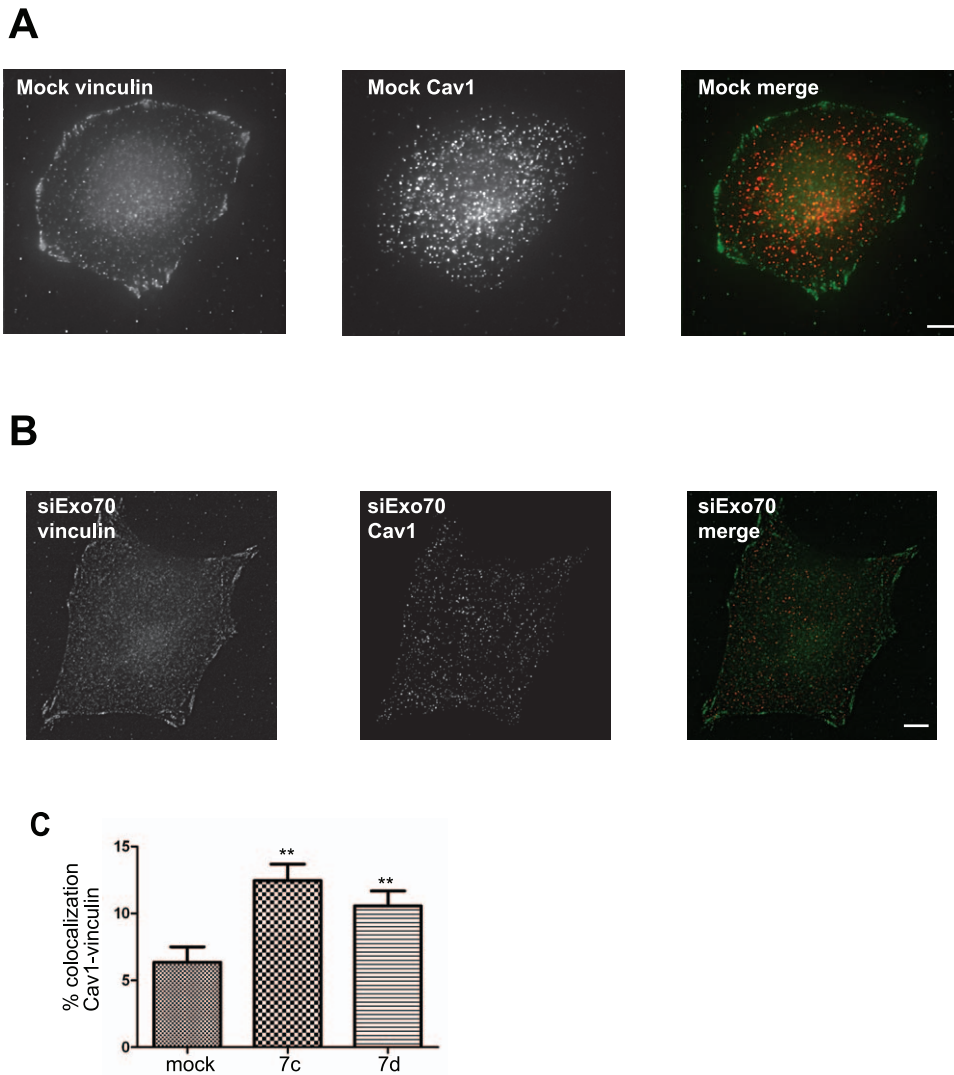 A
Mock vinculin
Mock Cav1
Mock merge
B
siExo70
vinculin
siExo70
Cav1
siExo70
merge
C
% colocalization
Cav1-vinculin
15
10
5
0
**
**
mock
7c
7d